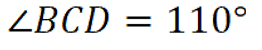 ∠BCD = 110°